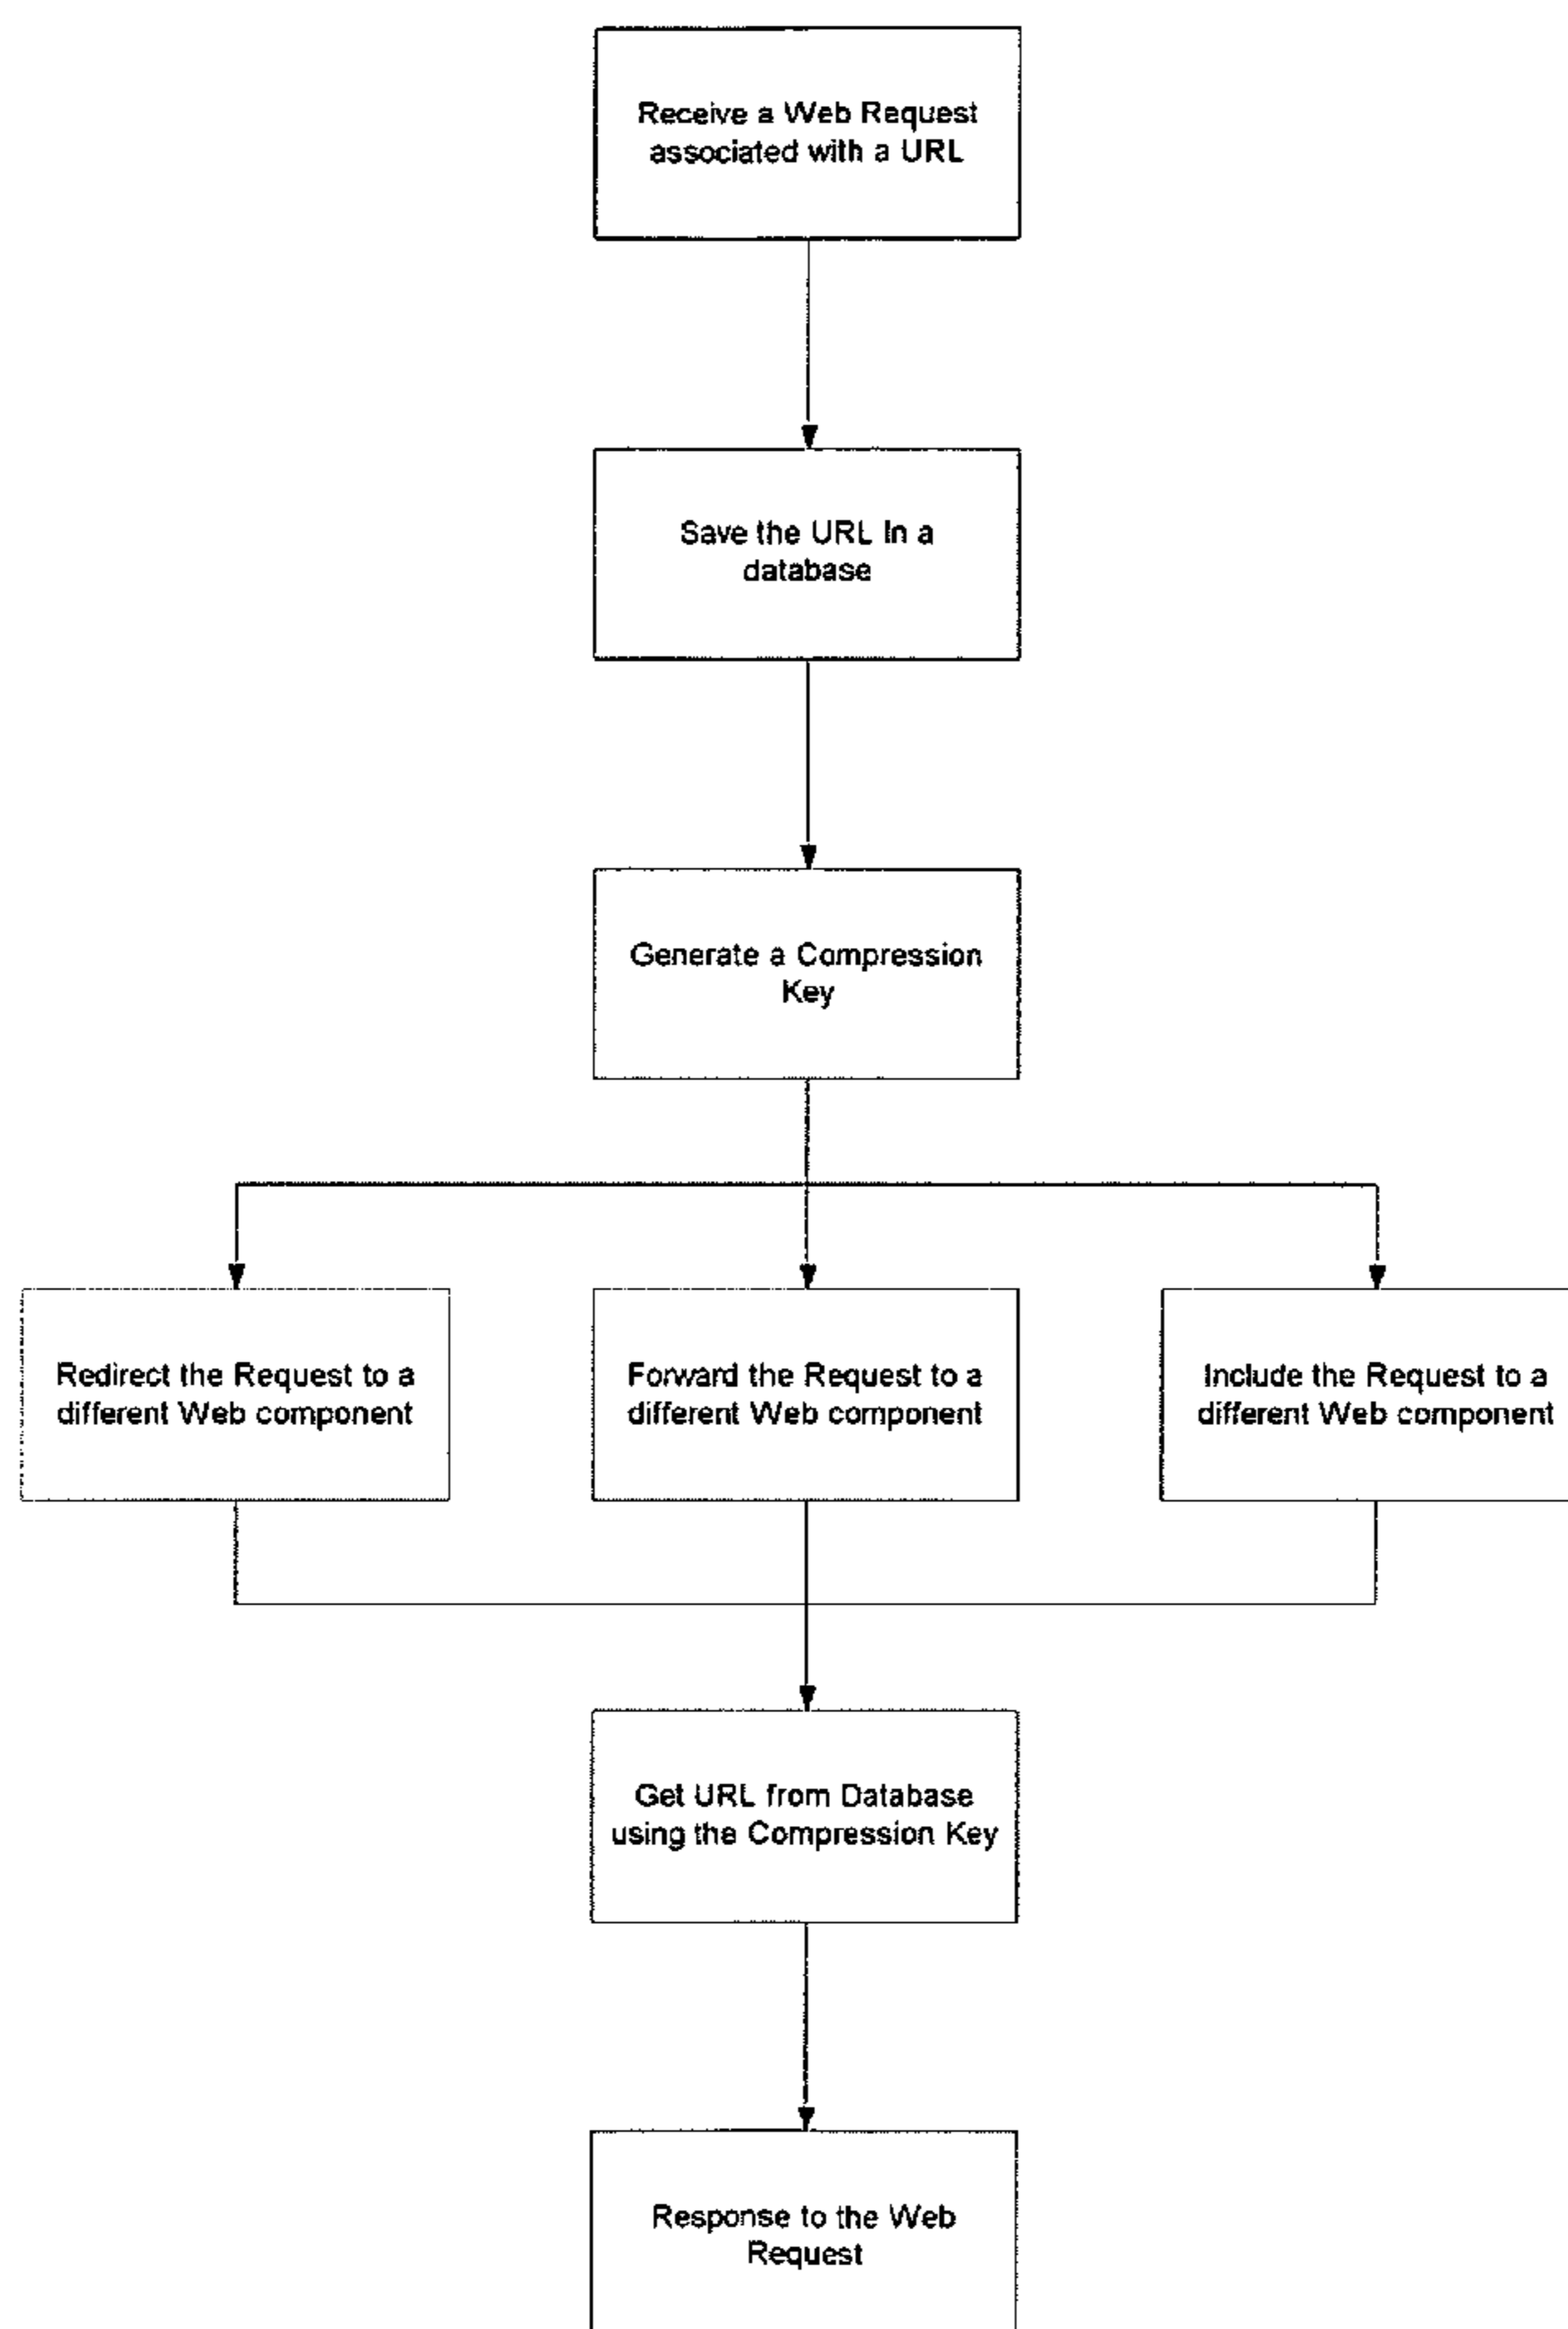 Receive a Web Request
associated with a URL
Save the URL In a
database
Generate a Compression
Key
Redirect the Request to a
different Web component
Forward the Request to a
different Web component
Include the Request to a
different Web component
Get URL from Database
using the Compression Key
Response to the Web
Request